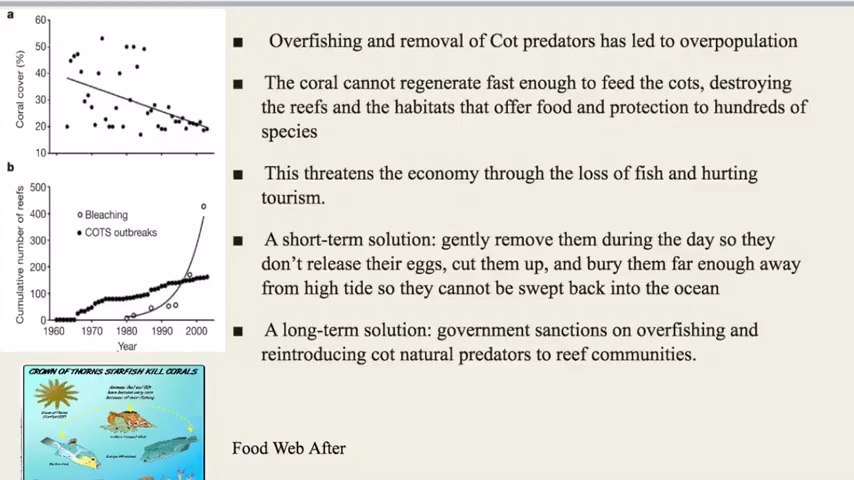 a
60
50
40
30
20
10
Coral cover (%)
b
500
400
300
200
100
0
Cumulative number of reefs
Bleaching
COTS outbreaks
1960 1970 1980 1990 2000
Year
Overfishing and removal of Cot predators has led to overpopulation
The coral cannot regenerate fast enough to feed the cots, destroying
the reefs and the habitats that offer food and protection to hundreds of
species
This threatens the economy through the loss of fish and hurting
tourism.
A short-term solution: gently remove them during the day so they
don't release their eggs, cut them up, and bury them far enough away
from high tide so they cannot be swept back into the ocean
A long-term solution: government sanctions on overfishing and
reintroducing cot natural predators to reef communities.
CROWN OF THORNS STARFISH KILL CORALS
because of over-fishing
Food Web After